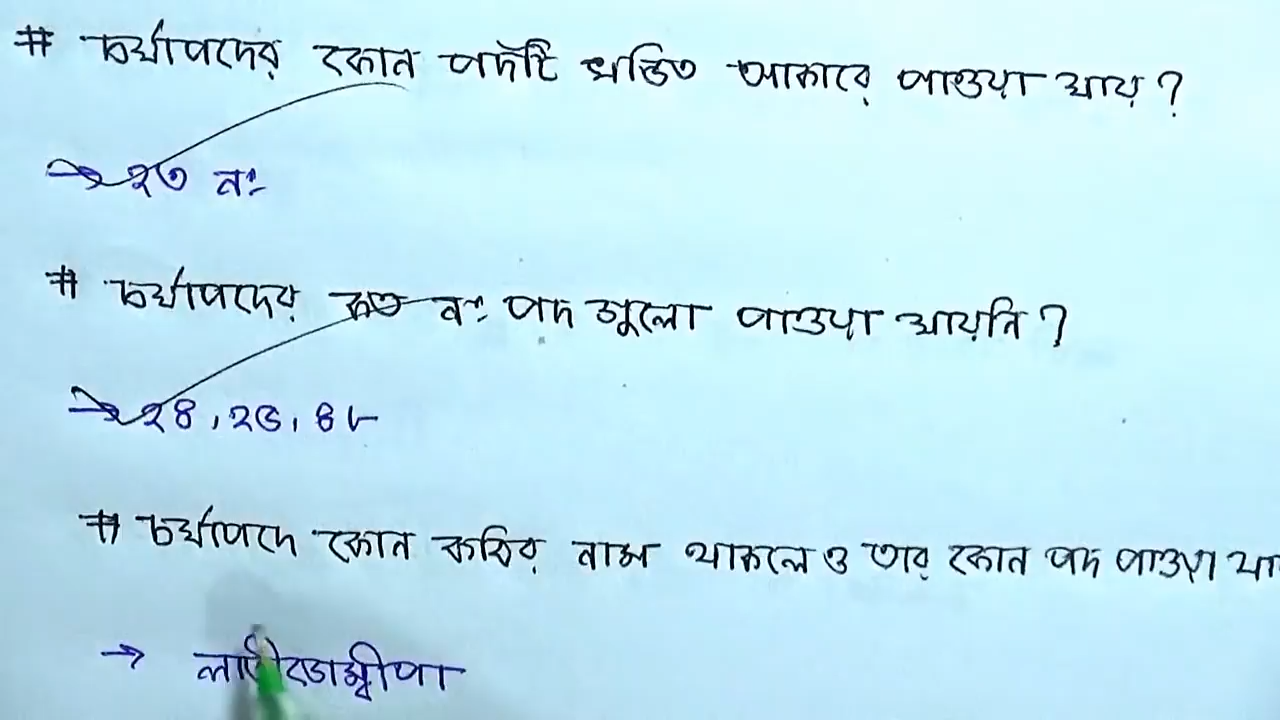 # চর্যাপদের কোন পদটি খন্ডিত আকারে পাওয়া যায় ?
→ ২৩ নং
# চর্যাপদের কত নং পদ গুলো পাওয়া যায়নি ?
→ ২৪, ২৫, ৪৮
# চর্যাপদে কোন কবির নাম থাকলে ও তার কোন পদ পাওয়া যা
→ লাড়ীডোম্বীপা